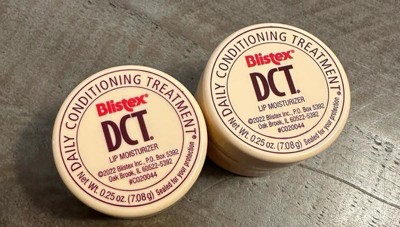 DAILY CONDITIONING TREATMENT
Blistex®
DCT®
LIP MOISTURIZER
©2022 Blistex Inc., P.O. Box 5392
Oak Brook, IL 60522-5392
#C020044
Net Wt. 0.25 oz. (7.08g) Sealed for your protection
DAILY CONDITIONING TREATMENT
Blistex®
DCT®
LIP MOISTURIZER
©2022 Blistex Inc., P.O. Box 5392
Oak Brook, IL 60522-5392
#C020044
Net Wt. 0.25 oz. (7.08g) Sealed for your protection